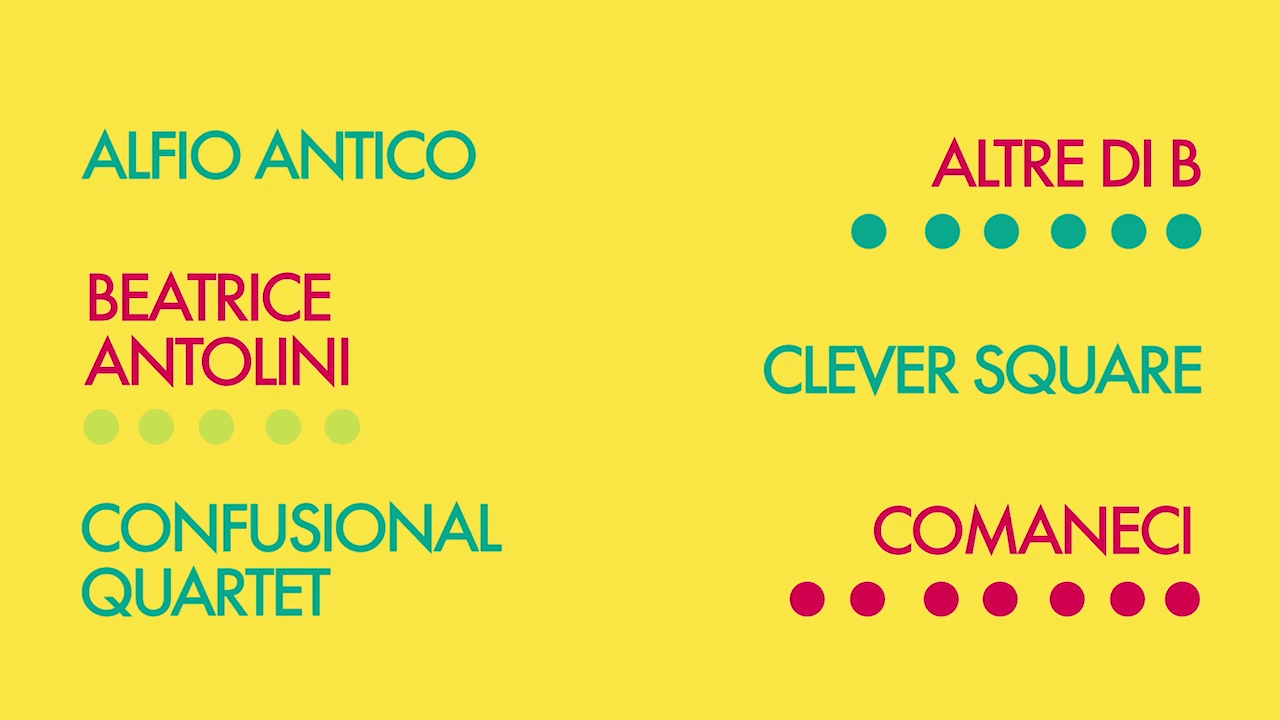 ALFIO ANTICO
BEATRICE
ANTOLINI
CONFUSIONAL
QUARTET
ALTRE DI B
CLEVER SQUARE
COMANECI